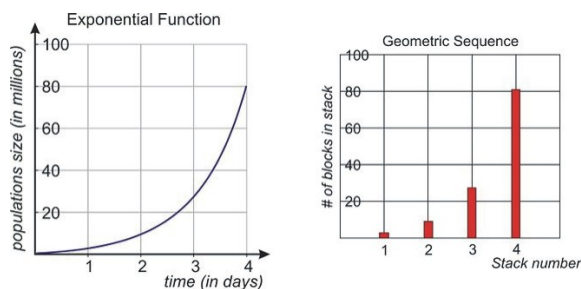 Exponential Function
populations size (in millions)
100
80
60
40
20
1 2 3 4
time (in days)
Geometric Sequence
# of blocks in stack
100
80
60
40
20
1 2 3 4
Stack number